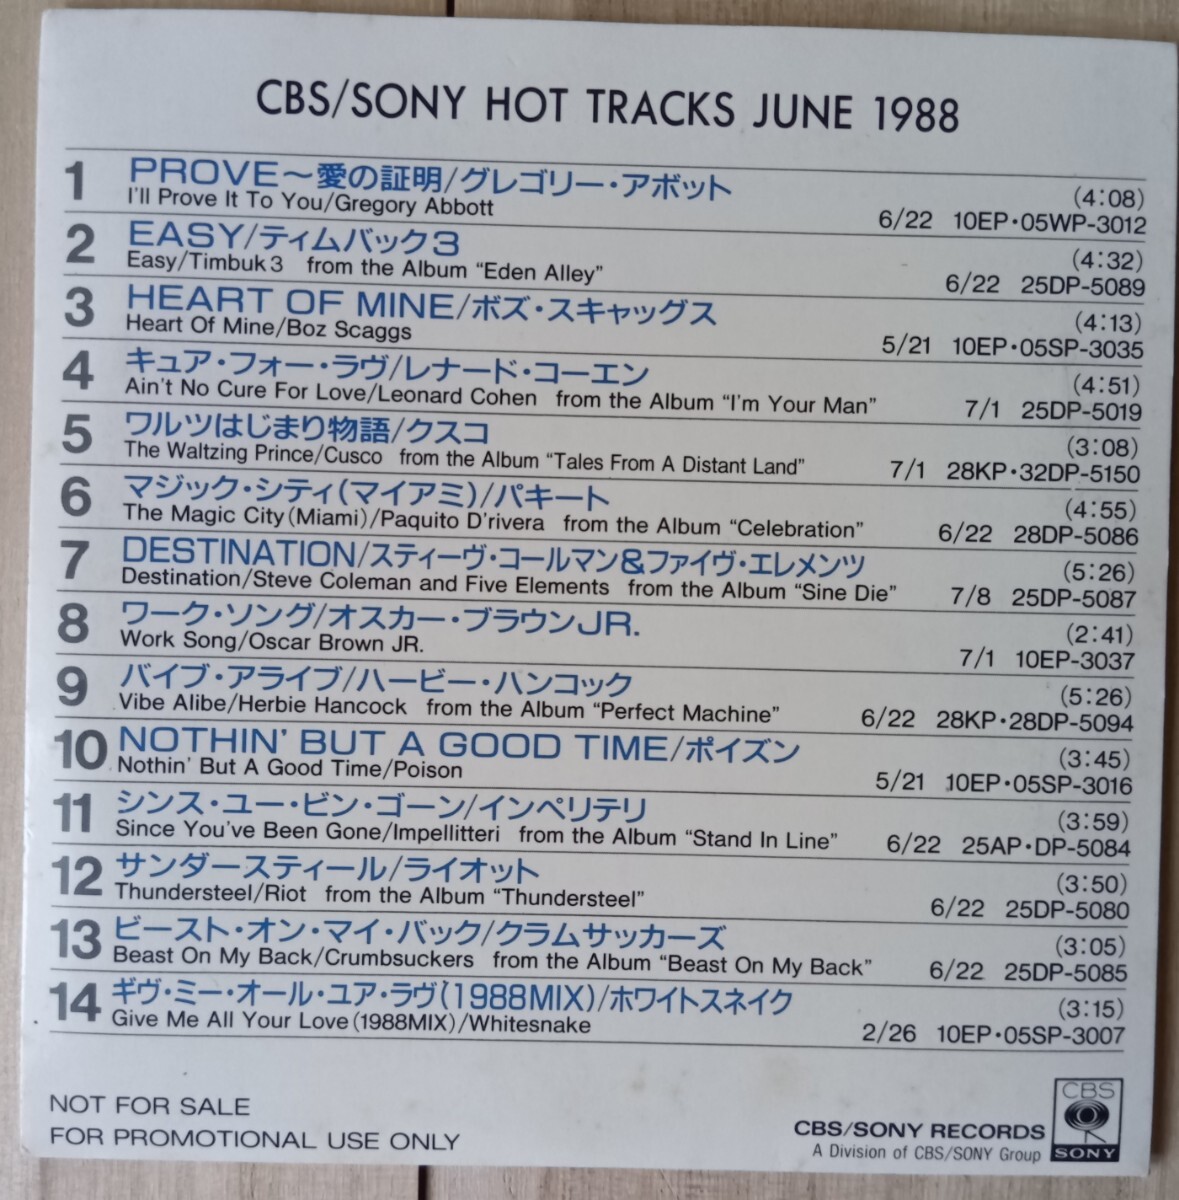 CBS/SONY HOT TRACKS JUNE 1988
1 PROVE〜愛の証明/グレゴリー・アボット (4:08)
I'll Prove It To You/Gregory Abbott 6/22 10EP・05WP-3012
2 EASY/ティムバック3 (4:32)
Easy/Timbuk3 from the Album “Eden Alley” 6/22 25DP-5089
3 HEART OF MINE/ボズ・スキャッグス (4:13)
Heart Of Mine/Boz Scaggs 5/21 10EP・05SP-3035
4 キュア・フォー・ラヴ/レナード・コーエン (4:51)
Ain't No Cure For Love/Leonard Cohen from the Album “I'm Your Man” 7/1 25DP-5019
5 ワルツはじまり物語/クスコ (3:08)
The Waltzing Prince/Cusco from the Album “Tales From A Distant Land” 7/1 28KP・32DP-5150
6 マジック・シティ(マイアミ)/パキート (4:55)
The Magic City(Miami)/Paquito D'rivera from the Album “Celebration” 6/22 28DP-5086
7 DESTINATION/スティーヴ・コールマン&ファイヴ・エレメンツ (5:26)
Destination/Steve Coleman and Five Elements from the Album “Sine Die” 7/8 25DP-5087
8 ワーク・ソング/オスカー・ブラウンJR. (2:41)
Work Song/Oscar Brown JR. 7/1 10EP-3037
9 バイブ・アライブ/ハービー・ハンコック (5:26)
Vibe Alibe/Herbie Hancock from the Album “Perfect Machine” 6/22 28KP・28DP-5094
10 NOTHIN' BUT A GOOD TIME/ポイズン (3:45)
Nothin' But A Good Time/Poison 5/21 10EP・05SP-3016
11 シンス・ユー・ビン・ゴーン/インペリテリ (3:59)
Since You've Been Gone/Impellitteri from the Album “Stand In Line” 6/22 25AP・DP-5084
12 サンダースティール/ライオット (3:50)
Thundersteel/Riot from the Album “Thundersteel” 6/22 25DP-5080
13 ビースト・オン・マイ・バック/クラムサッカーズ (3:05)
Beast On My Back/Crumbsuckers from the Album “Beast On My Back” 6/22 25DP-5085
14 ギヴ・ミー・オール・ユア・ラヴ(1988MIX)/ホワイトスネイク (3:15)
Give Me All Your Love(1988MIX)/Whitesnake 2/26 10EP・05SP-3007
NOT FOR SALE
FOR PROMOTIONAL USE ONLY
CBS/SONY RECORDS
A Division of CBS/SONY Group
CBS
SONY